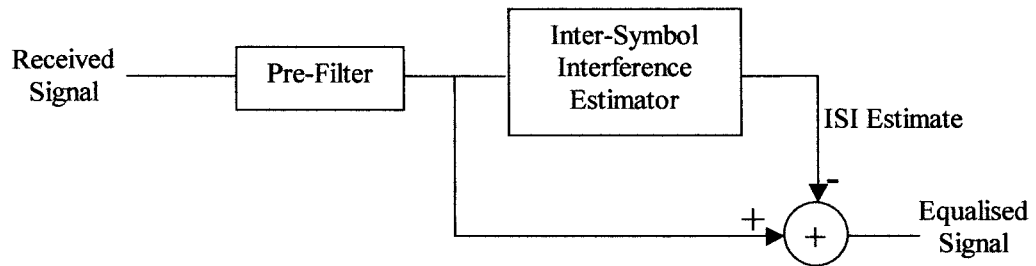 Received
Signal
Pre-Filter
Inter-Symbol
Interference
Estimator
ISI Estimate
-
+
+
Equalised
Signal